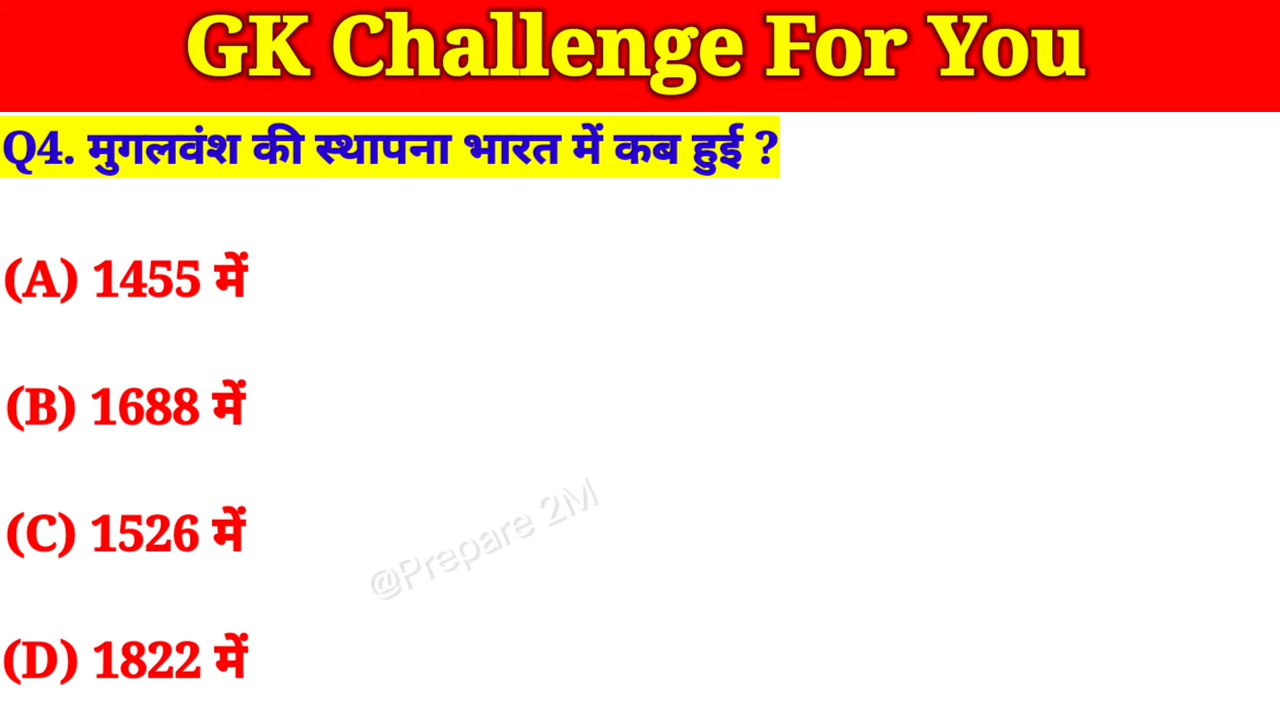 GK Challenge For You
Q4. मुगलवंश की स्थापना भारत में कब हुई ?
(A) 1455 में
(B) 1688 में
(C) 1526 में
@Prepare 2M
(D) 1822 में